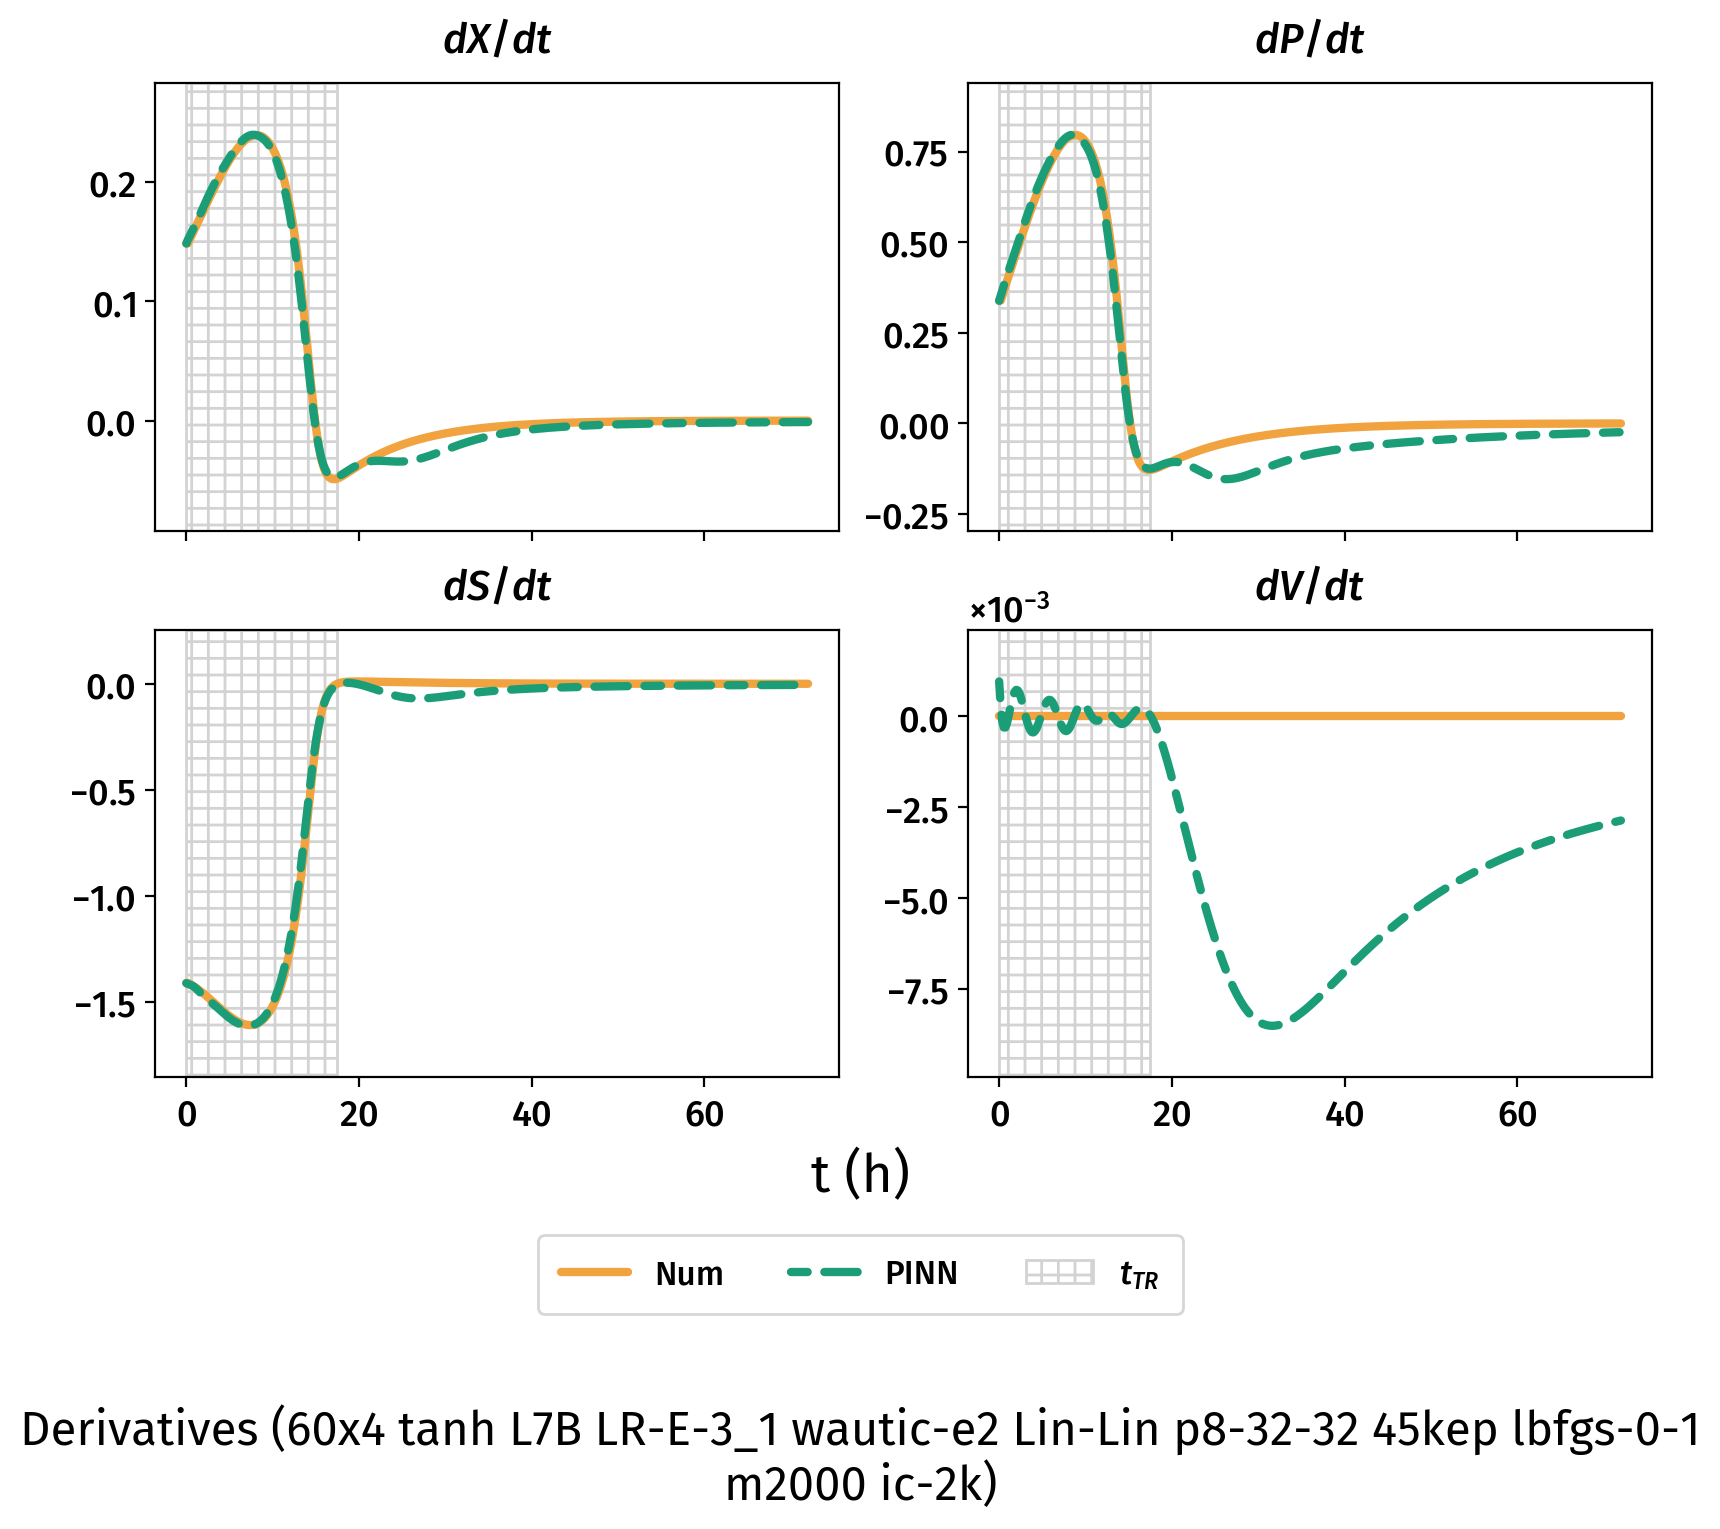 dX/dt
dP/dt
0.2
0.1
0.0
0.75
0.50
0.25
0.00
−0.25
dS/dt
dV/dt
×10⁻³
0.0
−0.5
−1.0
−1.5
0.0
−2.5
−5.0
−7.5
0 20 40 60
0 20 40 60
t (h)
Num PINN t_TR
Derivatives (60x4 tanh L7B LR-E-3_1 wautic-e2 Lin-Lin p8-32-32 45kep lbfgs-0-1
m2000 ic-2k)